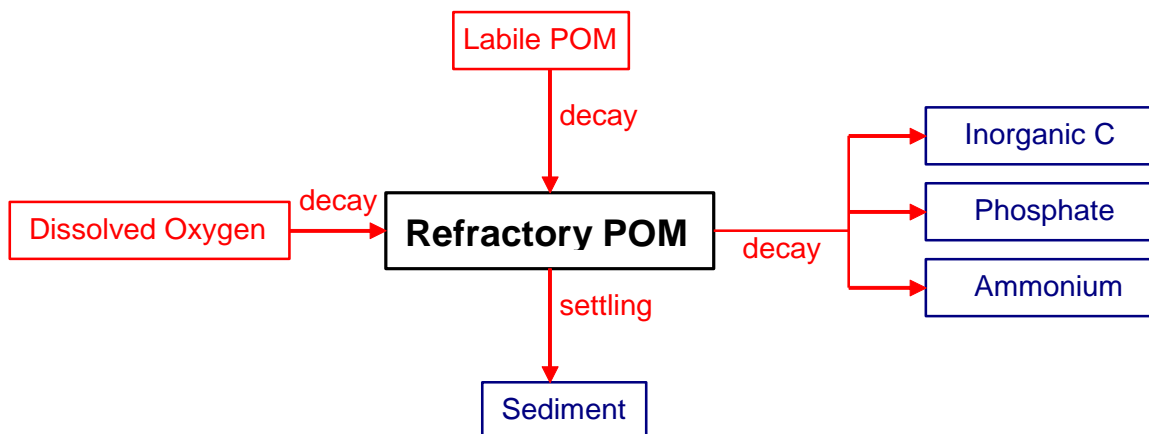 Labile POM
decay
Inorganic C
decay
Phosphate
Dissolved Oxygen
Refractory POM
decay
Ammonium
settling
Sediment